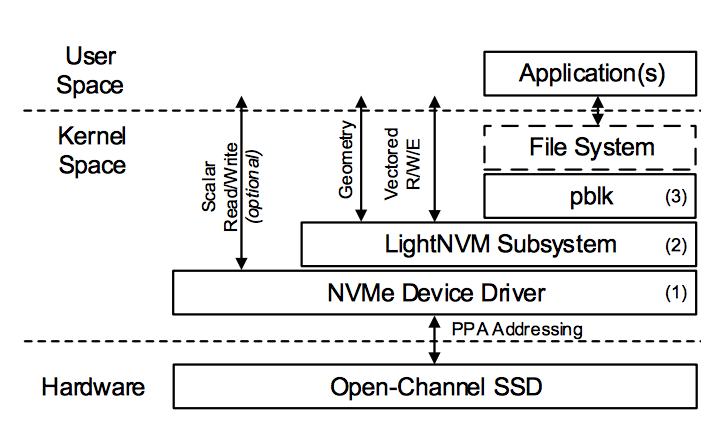 User
Space
Application(s)
Kernel
Space
Scalar
Read/Write
(optional)
Geometry
Vectored
R/W/E
File System
pblk (3)
LightNVM Subsystem (2)
NVMe Device Driver (1)
PPA Addressing
Hardware
Open-Channel SSD